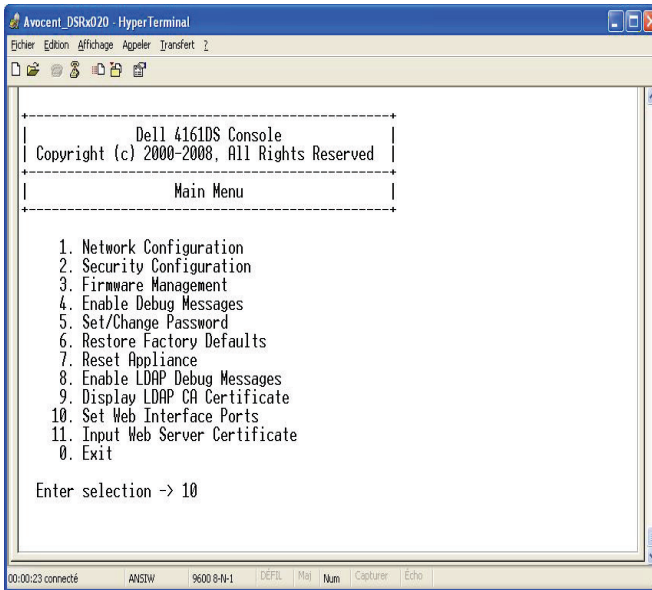 Avocent_DSRx020 - HyperTerminal
Fichier Edition Affichage Appeler Transfert ?
Dell 4161DS Console
Copyright (c) 2000-2008, All Rights Reserved
Main Menu
1. Network Configuration
2. Security Configuration
3. Firmware Management
4. Enable Debug Messages
5. Set/Change Password
6. Restore Factory Defaults
7. Reset Appliance
8. Enable LDAP Debug Messages
9. Display LDAP CA Certificate
10. Set Web Interface Ports
11. Input Web Server Certificate
0. Exit
Enter selection -> 10
00:00:23 connecté ANSIW 9600 8-N-1 DÉFIL Maj Num Capturer Écho